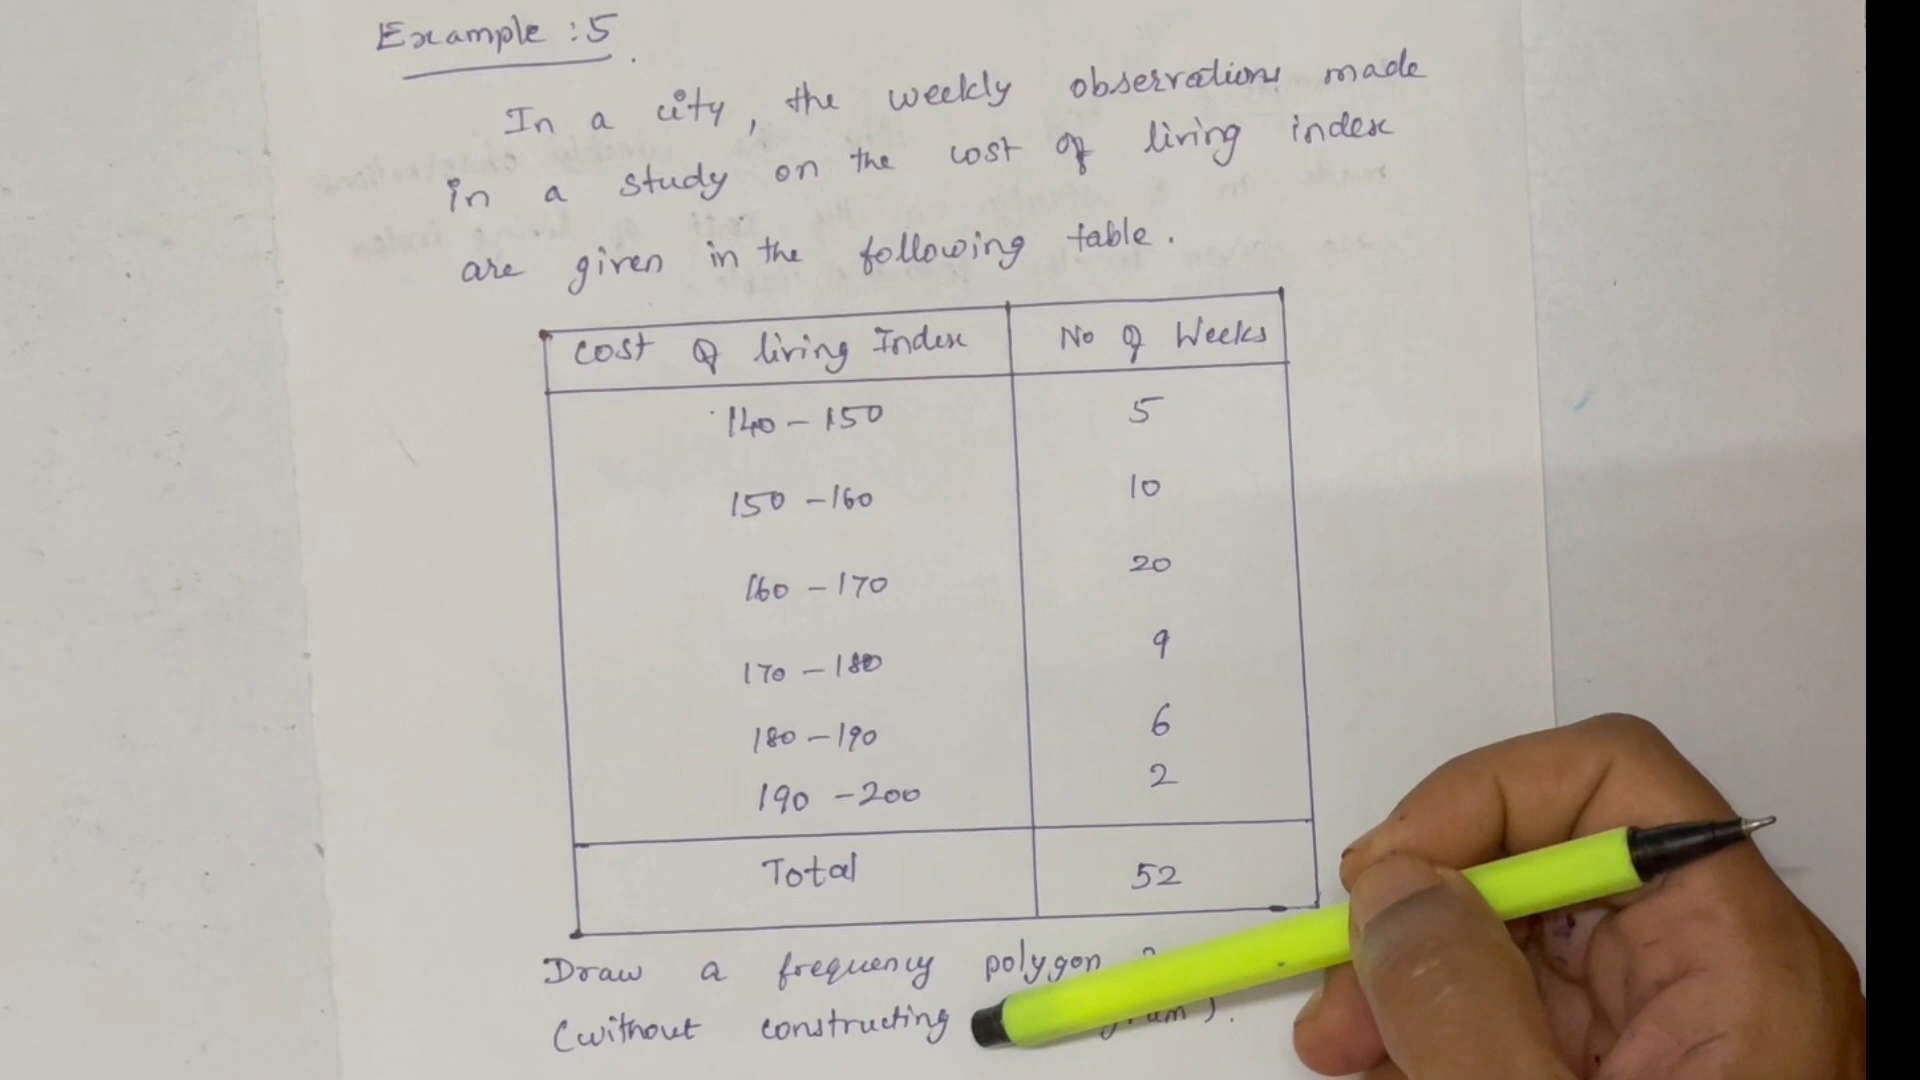 Example : 5.
In a city, the weekly observations made
in a study on the cost of living index
are given in the following table.
Cost of living Index No of Weeks
140 - 150 5
150 - 160 10
160 - 170 20
170 - 180 9
180 - 190 6
190 - 200 2
Total 52
Draw a frequency polygon
(without constructing